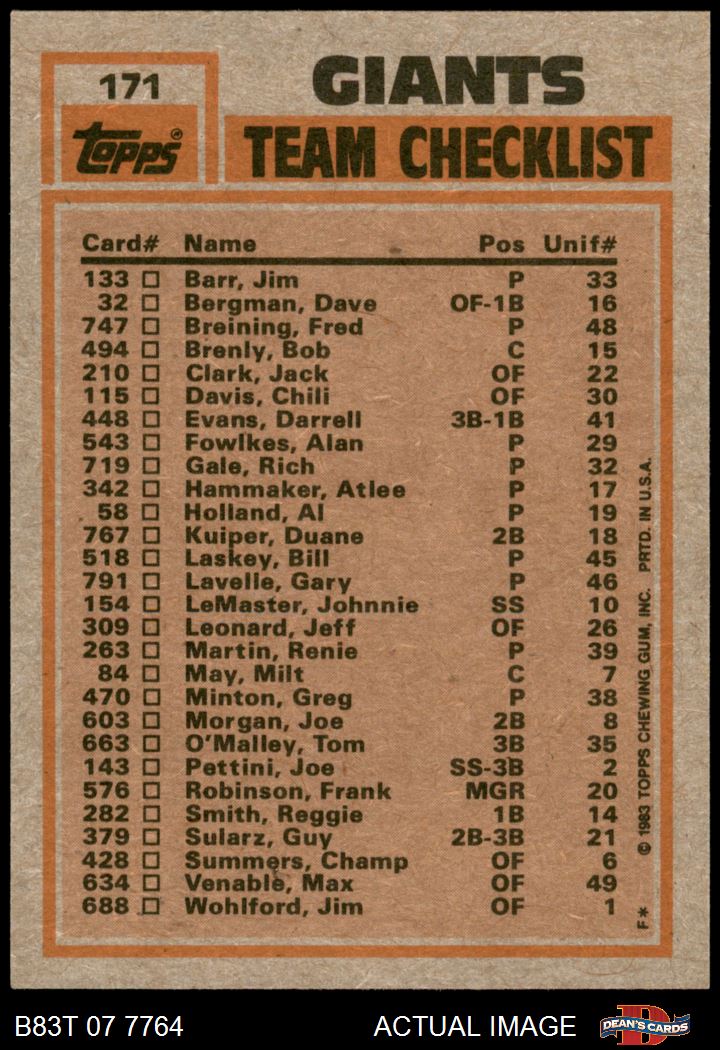 171
GIANTS
Topps®
TEAM CHECKLIST
Card# Name Pos Unif#
133 □ Barr, Jim P 33
32 □ Bergman, Dave OF-1B 16
747 □ Breining, Fred P 48
494 □ Brenly, Bob C 15
210 □ Clark, Jack OF 22
115 □ Davis, Chili OF 30
448 □ Evans, Darrell 3B-1B 41
543 □ Fowlkes, Alan P 29
719 □ Gale, Rich P 32
342 □ Hammaker, Atlee P 17
58 □ Holland, Al P 19
767 □ Kuiper, Duane 2B 18
518 □ Laskey, Bill P 45
791 □ Lavelle, Gary P 46
154 □ LeMaster, Johnnie SS 10
309 □ Leonard, Jeff OF 26
263 □ Martin, Renie P 39
84 □ May, Milt C 7
470 □ Minton, Greg P 38
603 □ Morgan, Joe 2B 8
663 □ O'Malley, Tom 3B 35
143 □ Pettini, Joe SS-3B 2
576 □ Robinson, Frank MGR 20
282 □ Smith, Reggie 1B 14
379 □ Sularz, Guy 2B-3B 21
428 □ Summers, Champ OF 6
634 □ Venable, Max OF 49
688 □ Wohlford, Jim OF 1
F* © 1983 TOPPS CHEWING GUM, INC. PRTD. IN U.S.A.
B83T 07 7764 ACTUAL IMAGE
D
DEAN'S CARDS